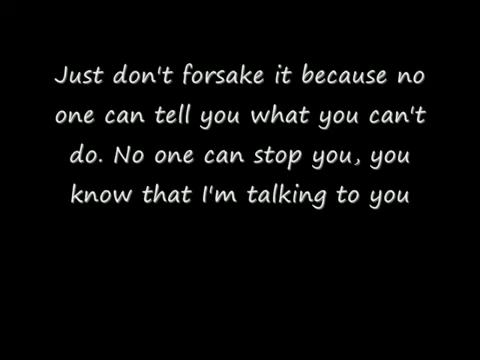 Just don't forsake it because no
one can tell you what you can't
do. No one can stop you, you
know that I'm talking to you